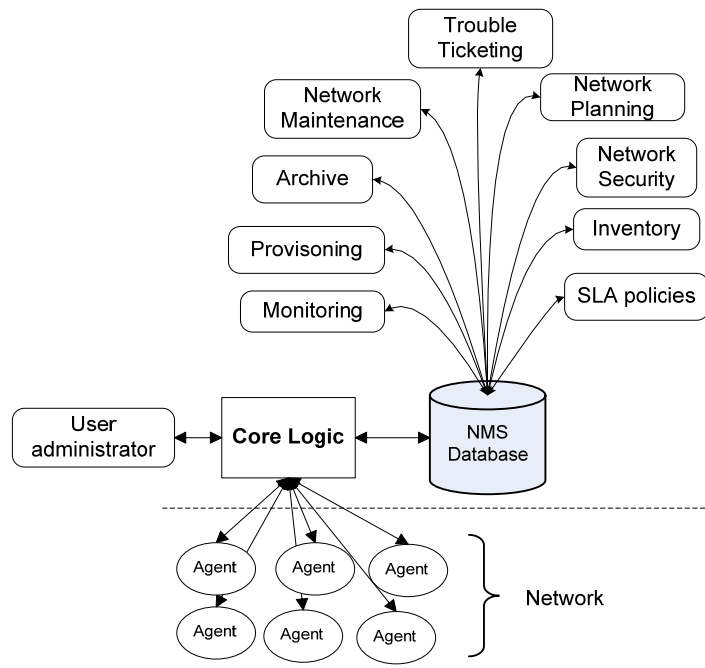 Trouble
Ticketing
Network
Maintenance
Network
Planning
Archive
Network
Security
Provisoning
Inventory
Monitoring
SLA policies
User
administrator
Core Logic
NMS
Database
Agent
Agent
Agent
Agent
Agent
Agent
Network